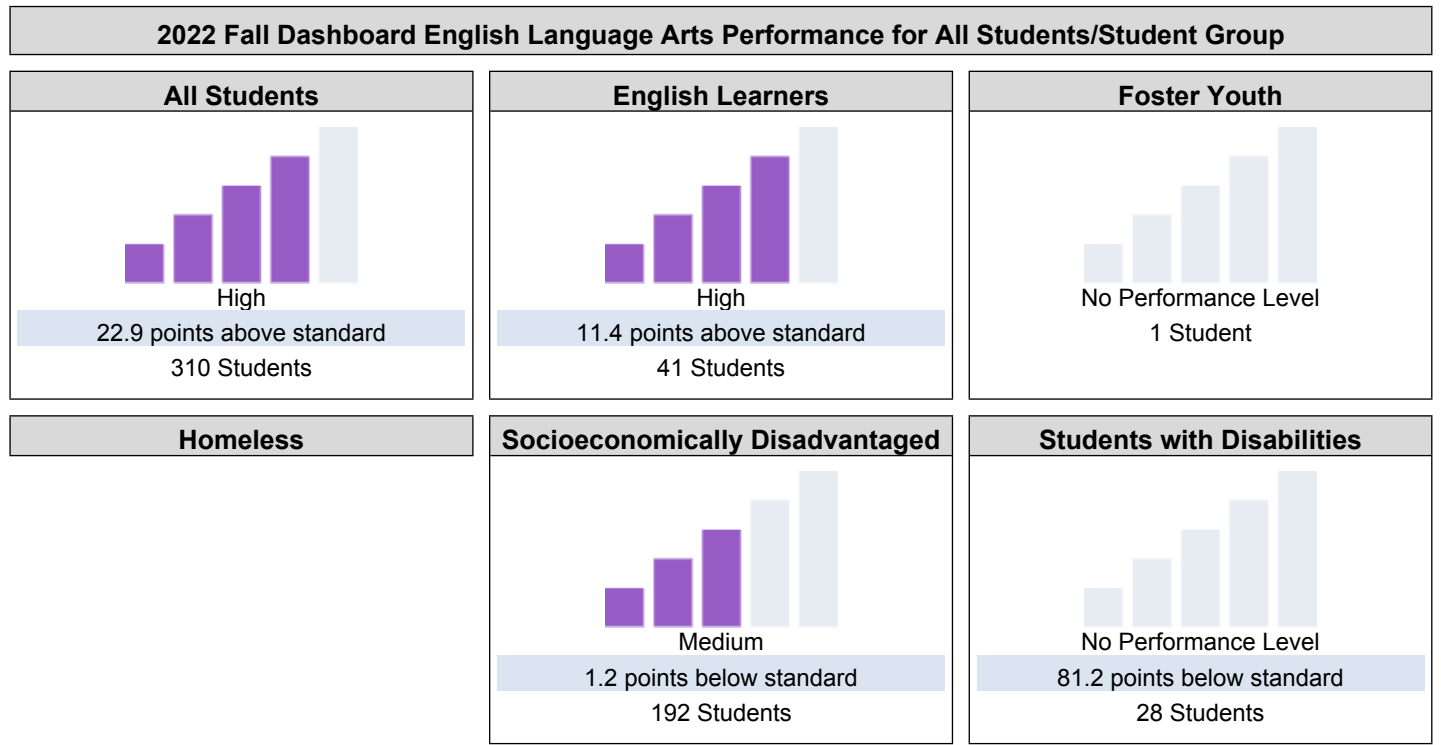 2022 Fall Dashboard English Language Arts Performance for All Students/Student Group
All Students
High
22.9 points above standard
310 Students
English Learners
High
11.4 points above standard
41 Students
Foster Youth
No Performance Level
1 Student
Homeless
Socioeconomically Disadvantaged
Medium
1.2 points below standard
192 Students
Students with Disabilities
No Performance Level
81.2 points below standard
28 Students